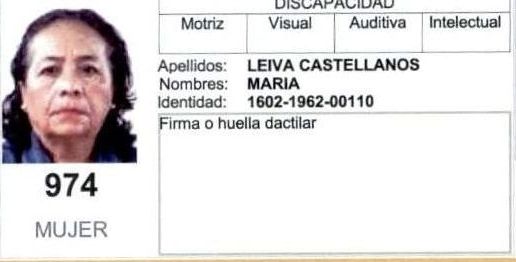 DISCAPACIDAD
Motriz Visual Auditiva Intelectual
Apellidos: LEIVA CASTELLANOS
Nombres: MARIA
Identidad: 1602-1962-00110
Firma o huella dactilar
974
MUJER